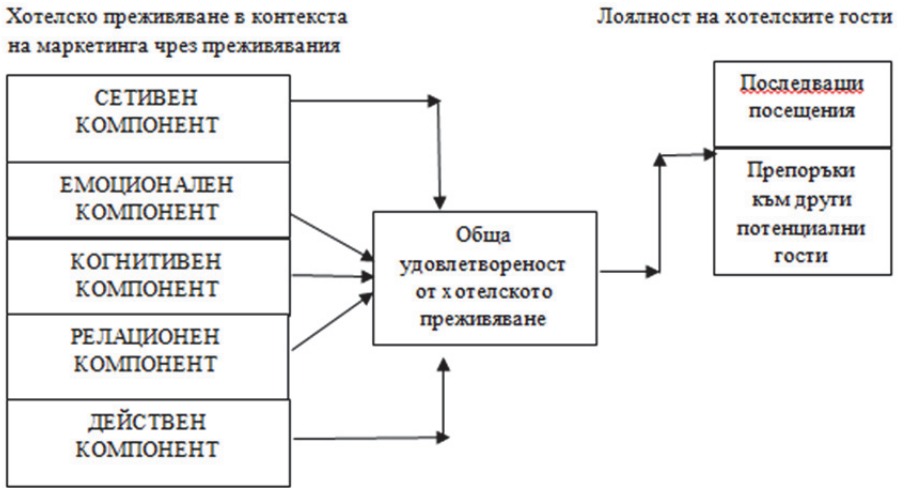 Хотелско преживяване в контекста
на маркетинга чрез преживявания
СЕТИВЕН
КОМПОНЕНТ
ЕМОЦИОНАЛЕН
КОМПОНЕНТ
КОГНИТИВЕН
КОМПОНЕНТ
РЕЛАЦИОНЕН
КОМПОНЕНТ
ДЕЙСТВЕН
КОМПОНЕНТ
Обща
удовлетвореност
от хотелското
преживяване
Лоялност на хотелските гости
Последващи
посещения
Препоръки
към други
потенциални
гости